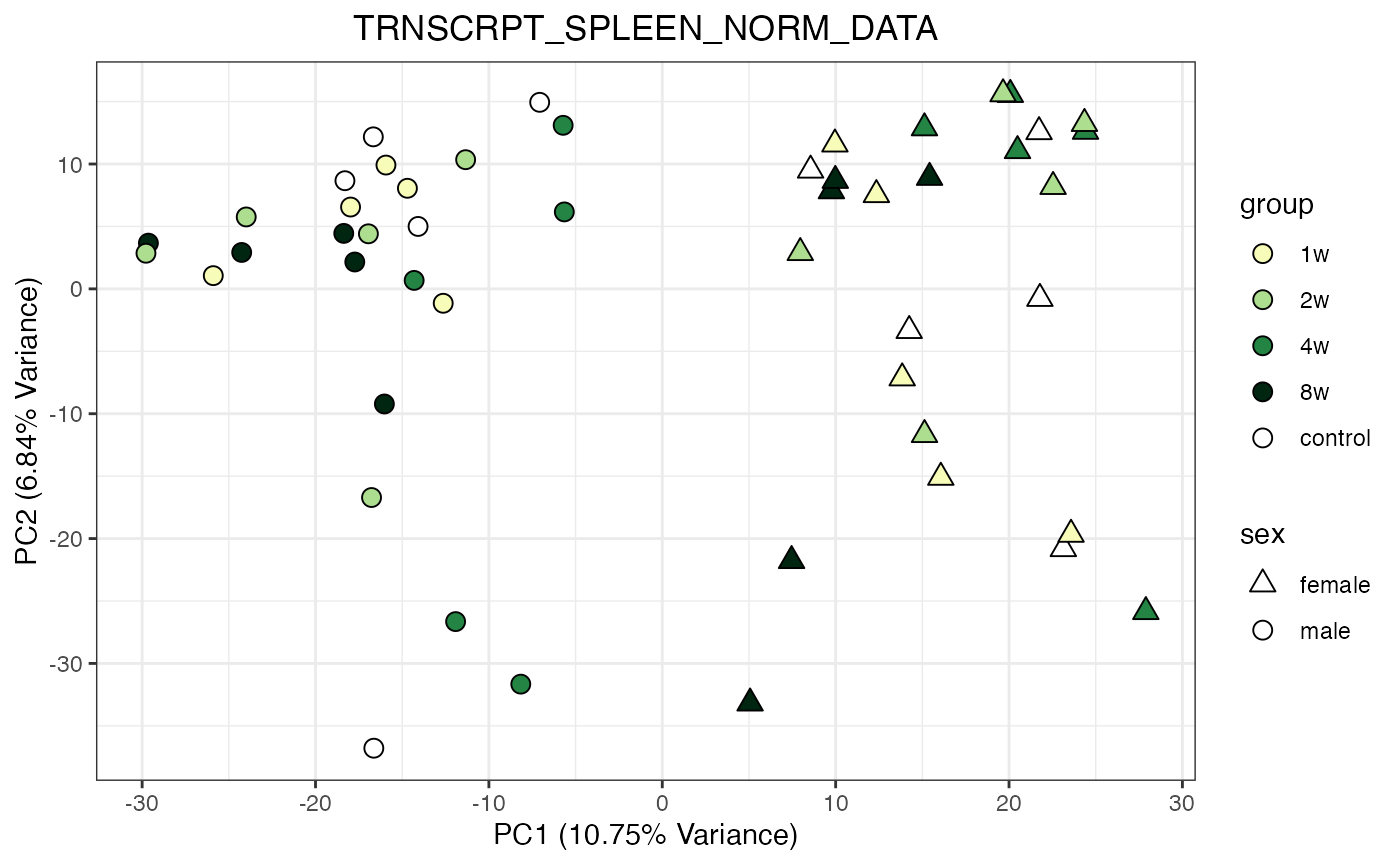 TRNSCRPT_SPLEEN_NORM_DATA
PC2 (6.84% Variance)
10
0
-10
-20
-30
-30
-20
-10
0
10
20
30
PC1 (10.75% Variance)
group
1w
2w
4w
8w
control
sex
female
male